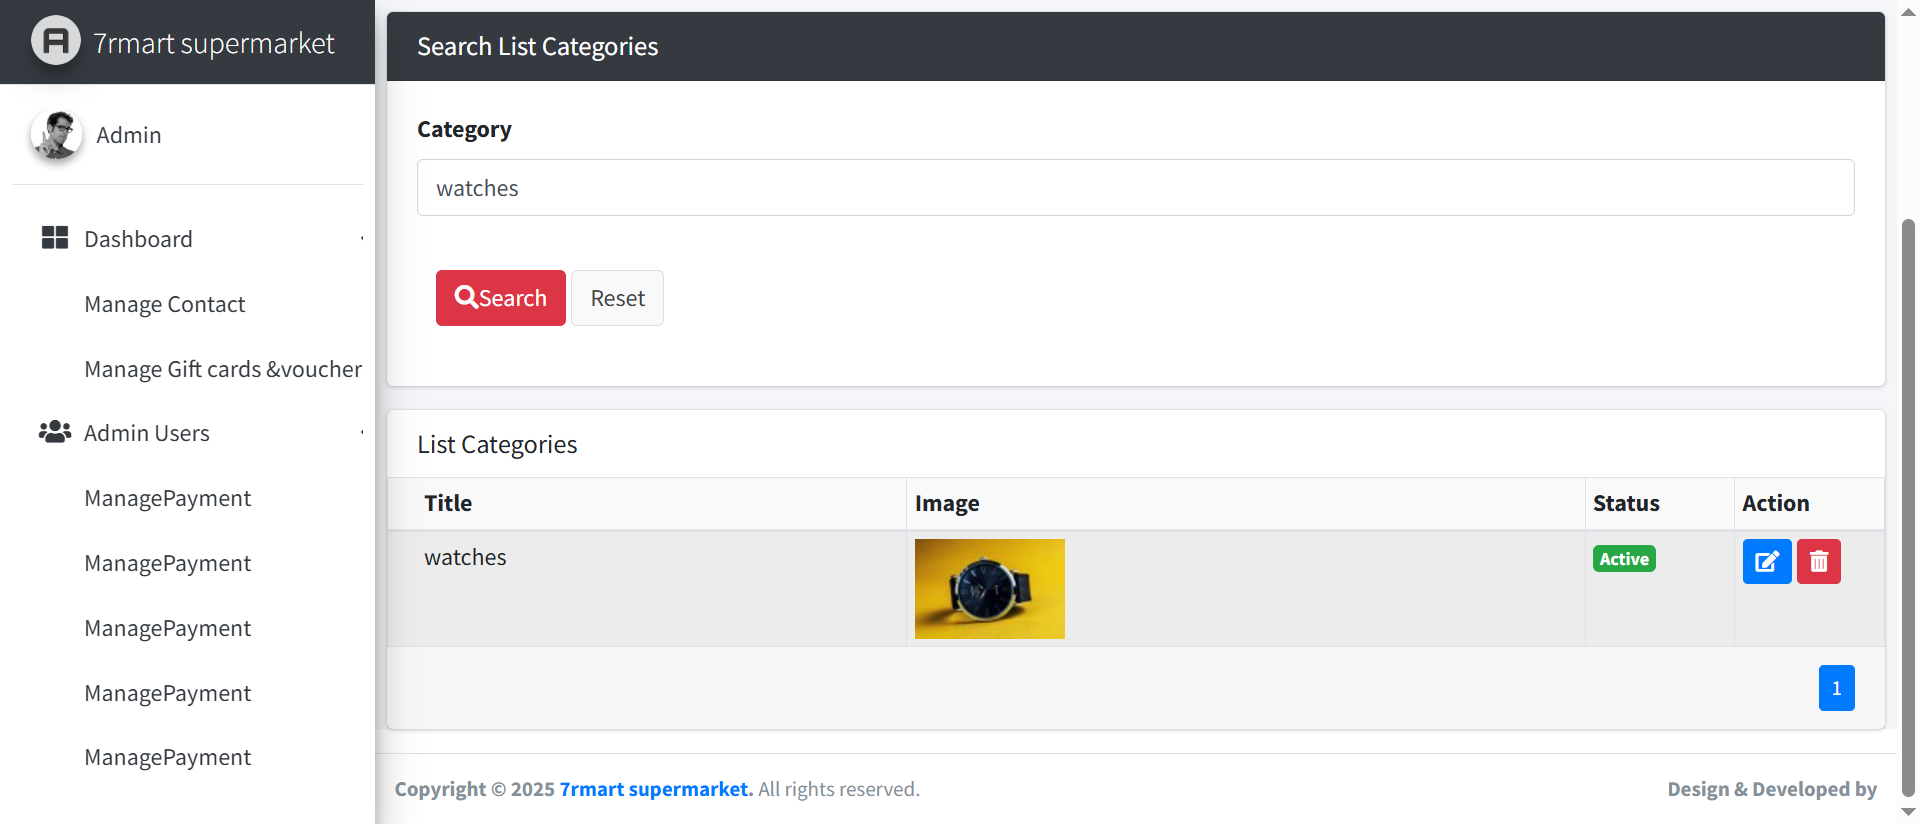 7rmart supermarket
Admin
Dashboard
Manage Contact
Manage Gift cards &voucher
Admin Users
ManagePayment
ManagePayment
ManagePayment
ManagePayment
ManagePayment
Search List Categories
Category
watches
Search Reset
List Categories
Title Image Status Action
watches Active
1
Copyright © 2025 7rmart supermarket. All rights reserved.
Design & Developed by